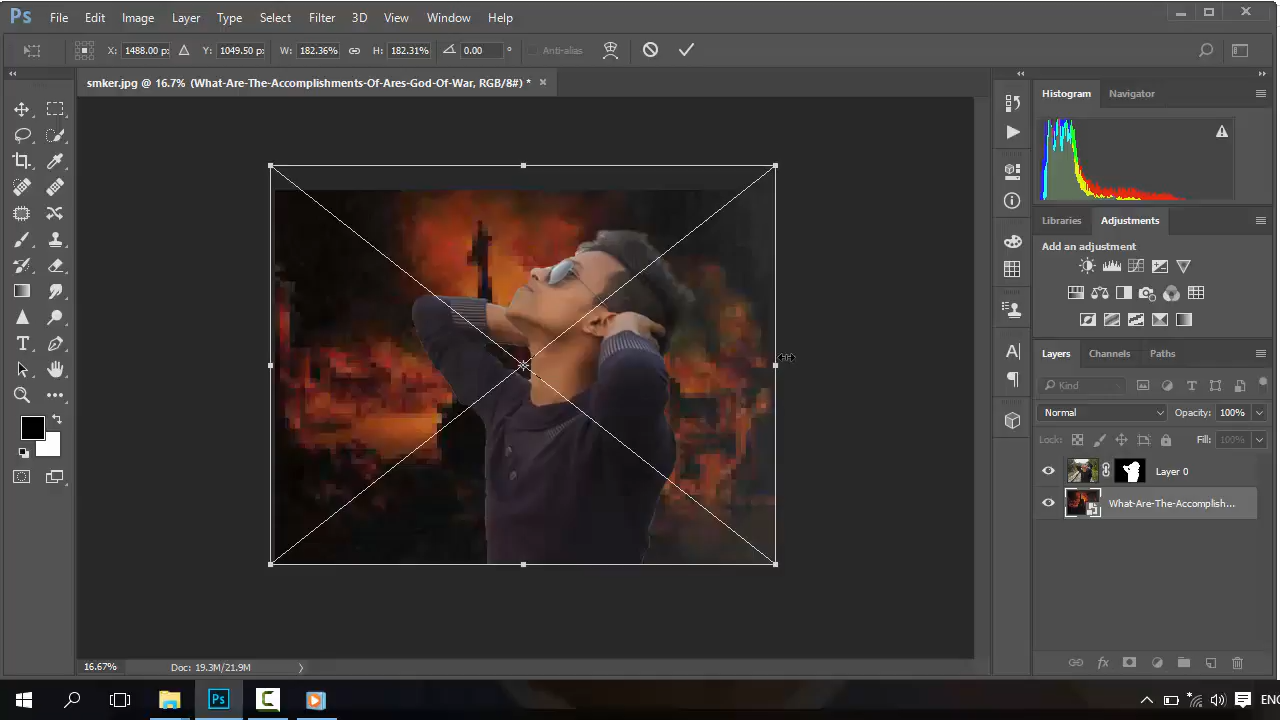 Ps File Edit Image Layer Type Select Filter 3D View Window Help
X: 1488.00 p: Y: 1049.50 p: W: 182.36% H: 182.31% 0.00 ° Anti-alias
smker.jpg @ 16.7% (What-Are-The-Accomplishments-Of-Ares-God-Of-War, RGB/8#) * ×
Histogram Navigator
Libraries Adjustments
Add an adjustment
Layers Channels Paths
Kind
Normal Opacity: 100%
Lock: Fill: 100%
Layer 0
What-Are-The-Accomplish...
16.67% Doc: 19.3M/21.9M
Ps ENG